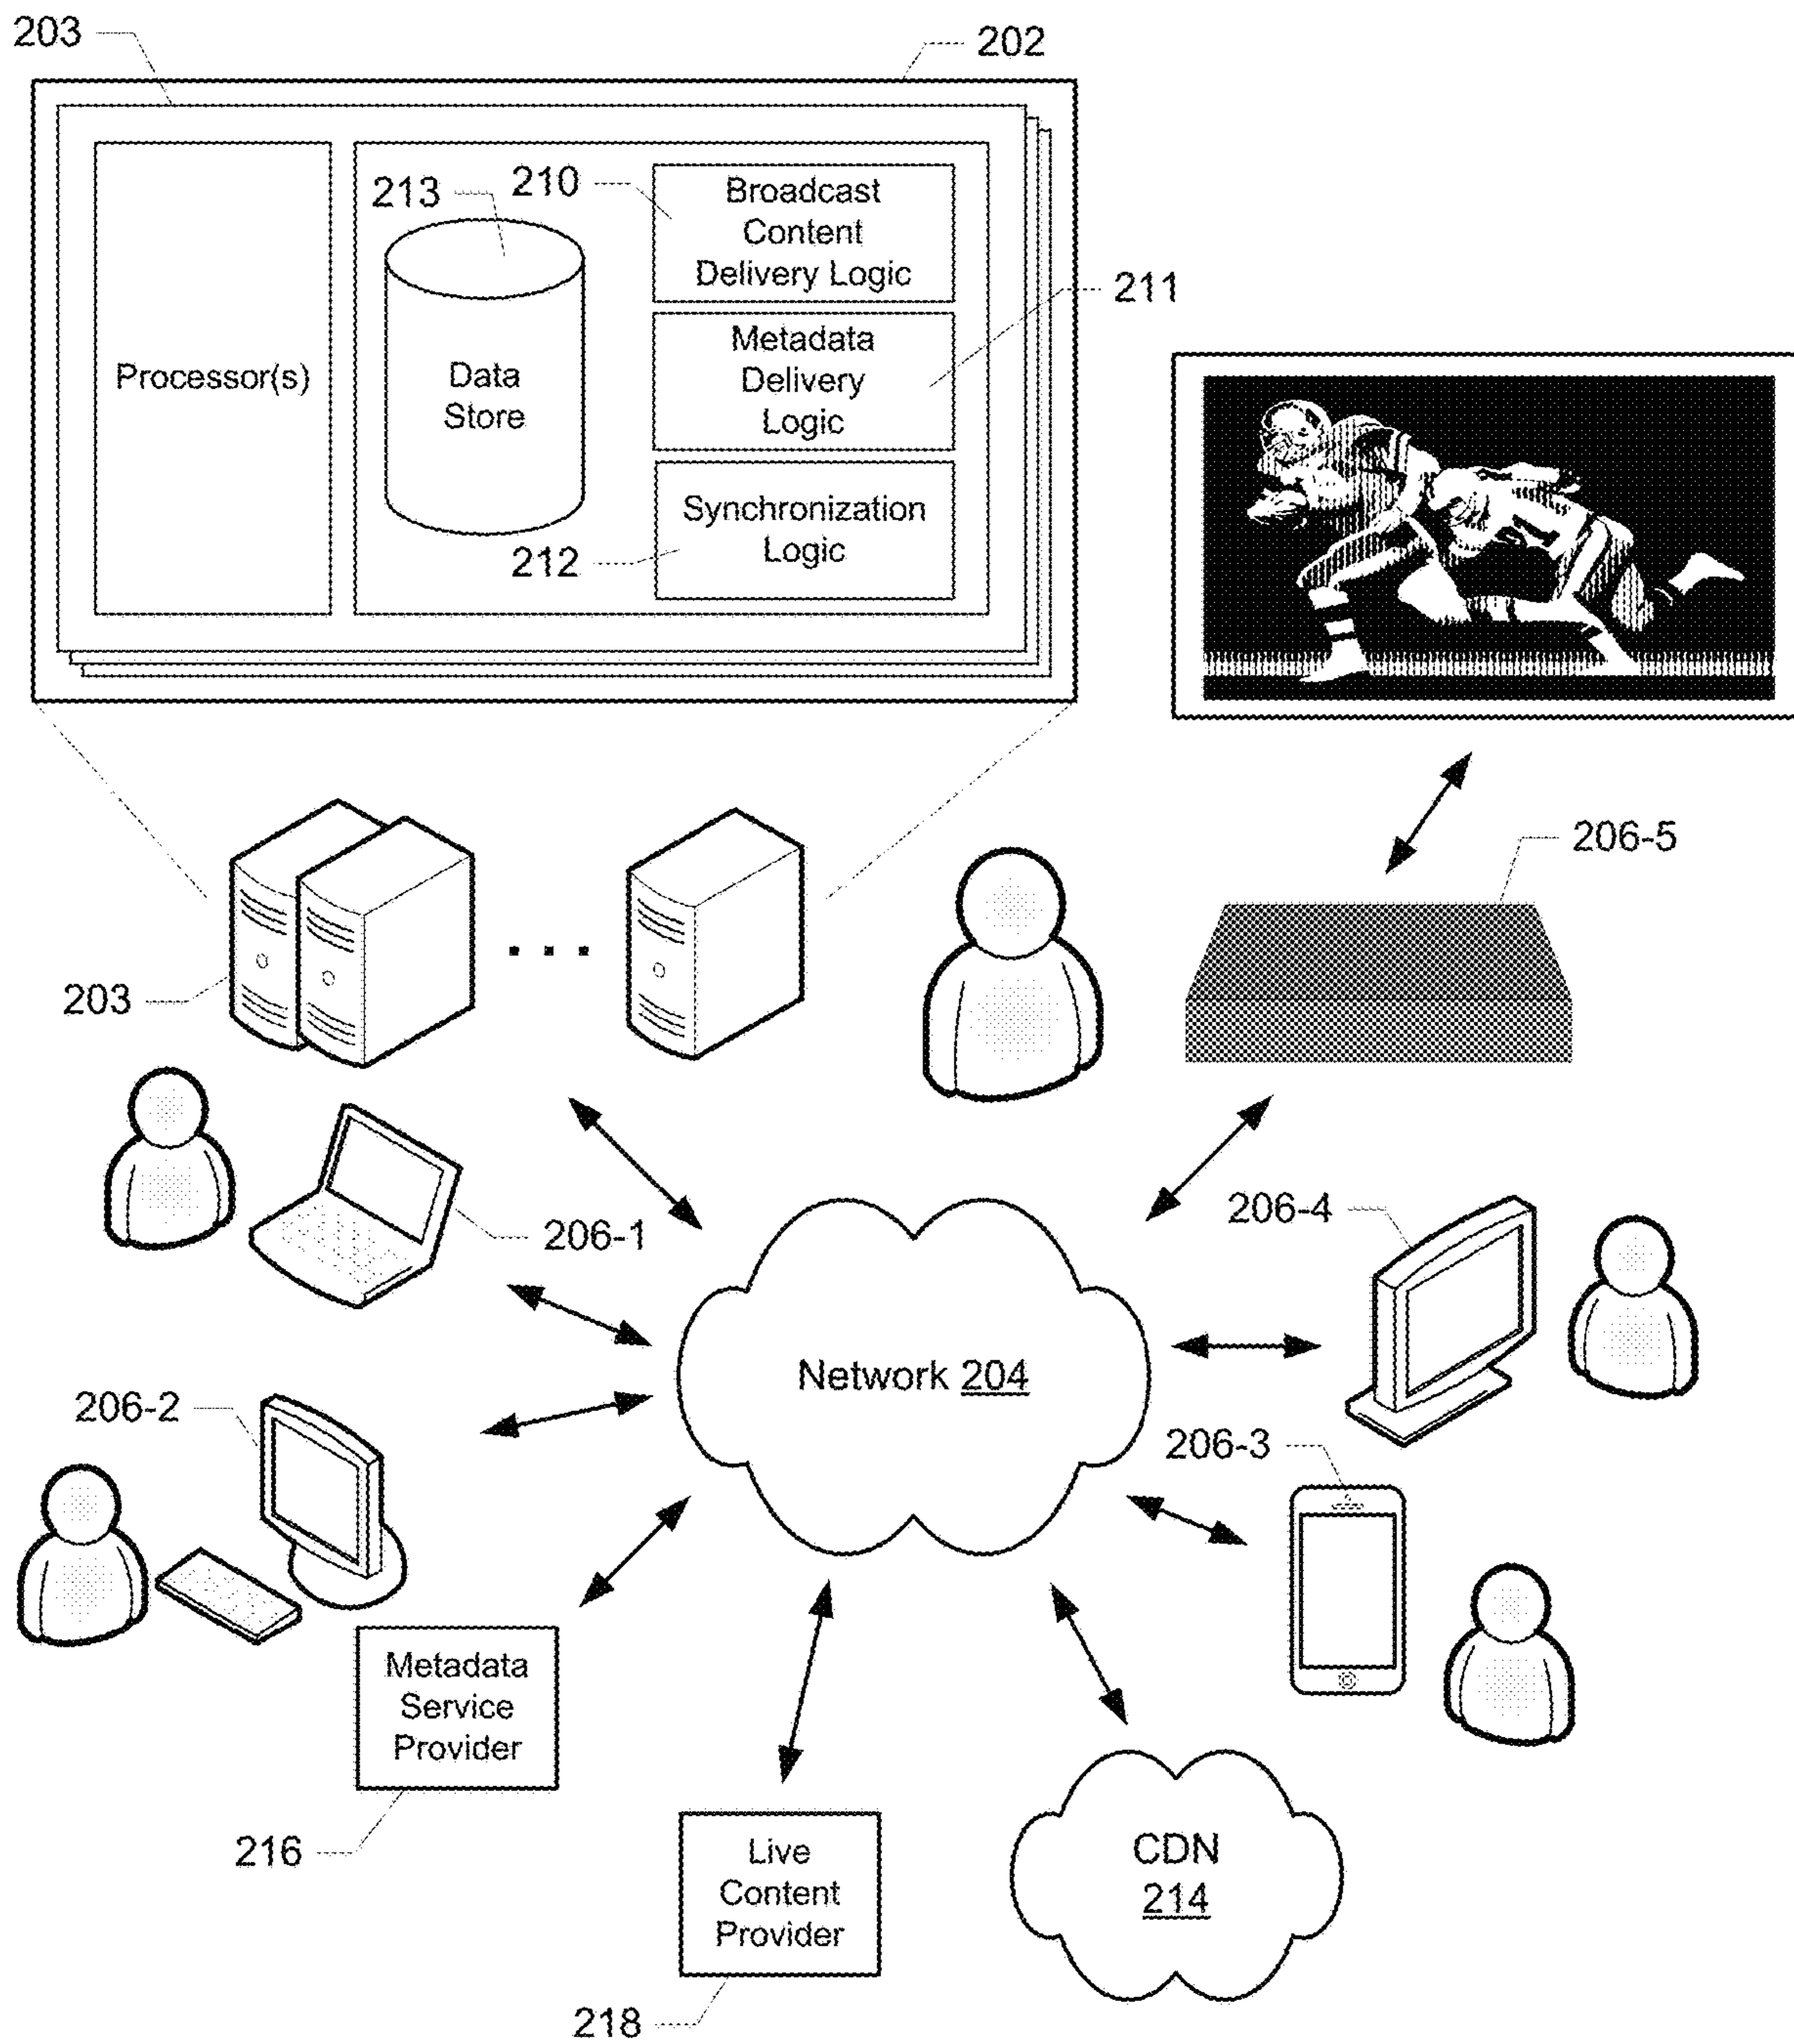 203
202
213
210
Broadcast
Content
Delivery Logic
211
Metadata
Delivery
Logic
Processor(s)
Data
Store
Synchronization
Logic
212
206-5
203
206-1
206-4
Network 204
206-2
206-3
Metadata
Service
Provider
216
Live
Content
Provider
218
CDN
214